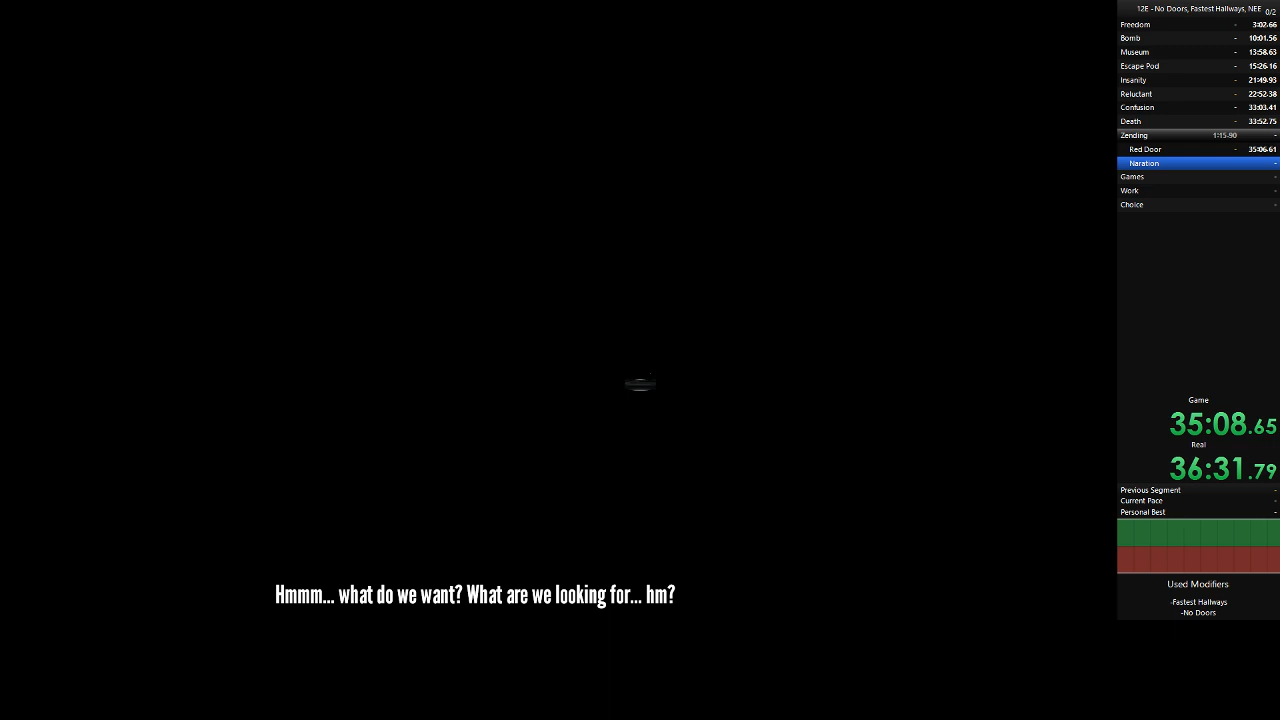 12E - No Doors, Fastest Hallways, NEE 0/2
Freedom - 3:02.66
Bomb - 10:01.56
Museum - 13:58.63
Escape Pod - 15:26.16
Insanity - 21:49.93
Reluctant - 22:52.38
Confusion - 33:03.41
Death - 33:52.75
Zending 1:15.90 -
Red Door - 35:06.61
Naration -
Games -
Work -
Choice -
Game
35:08.65
Real
36:31.79
Previous Segment -
Current Pace -
Personal Best -
Hmmm... what do we want? What are we looking for... hm?
Used Modifiers
-Fastest Hallways
-No Doors